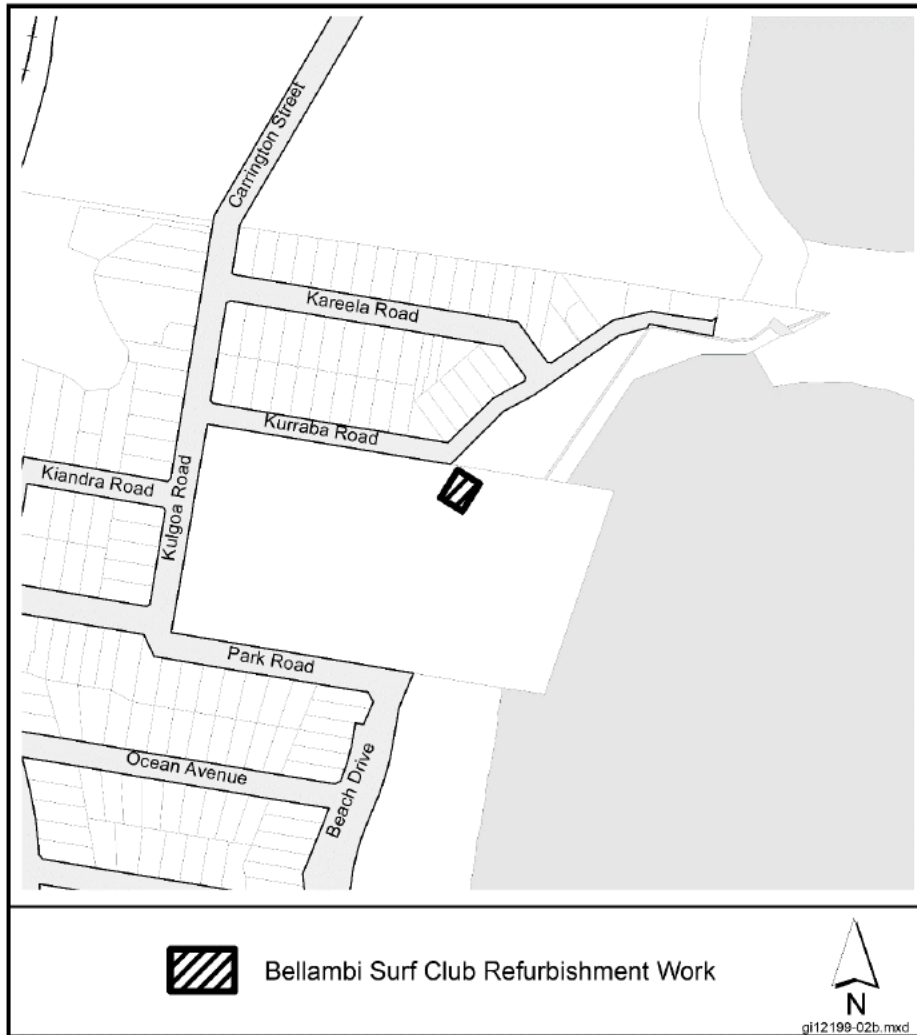 Carrington Street
Kareela Road
Kurraba Road
Kiandra Road
Kulgoa Road
Park Road
Ocean Avenue
Beach Drive
Bellambi Surf Club Refurbishment Work
N
gi12199-02b.mxd